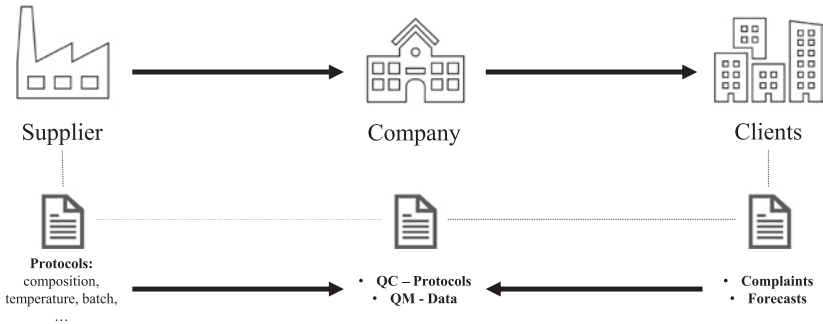 Supplier
Company
Clients
Protocols:
composition,
temperature, batch,
...
• QC – Protocols
• QM - Data
• Complaints
• Forecasts